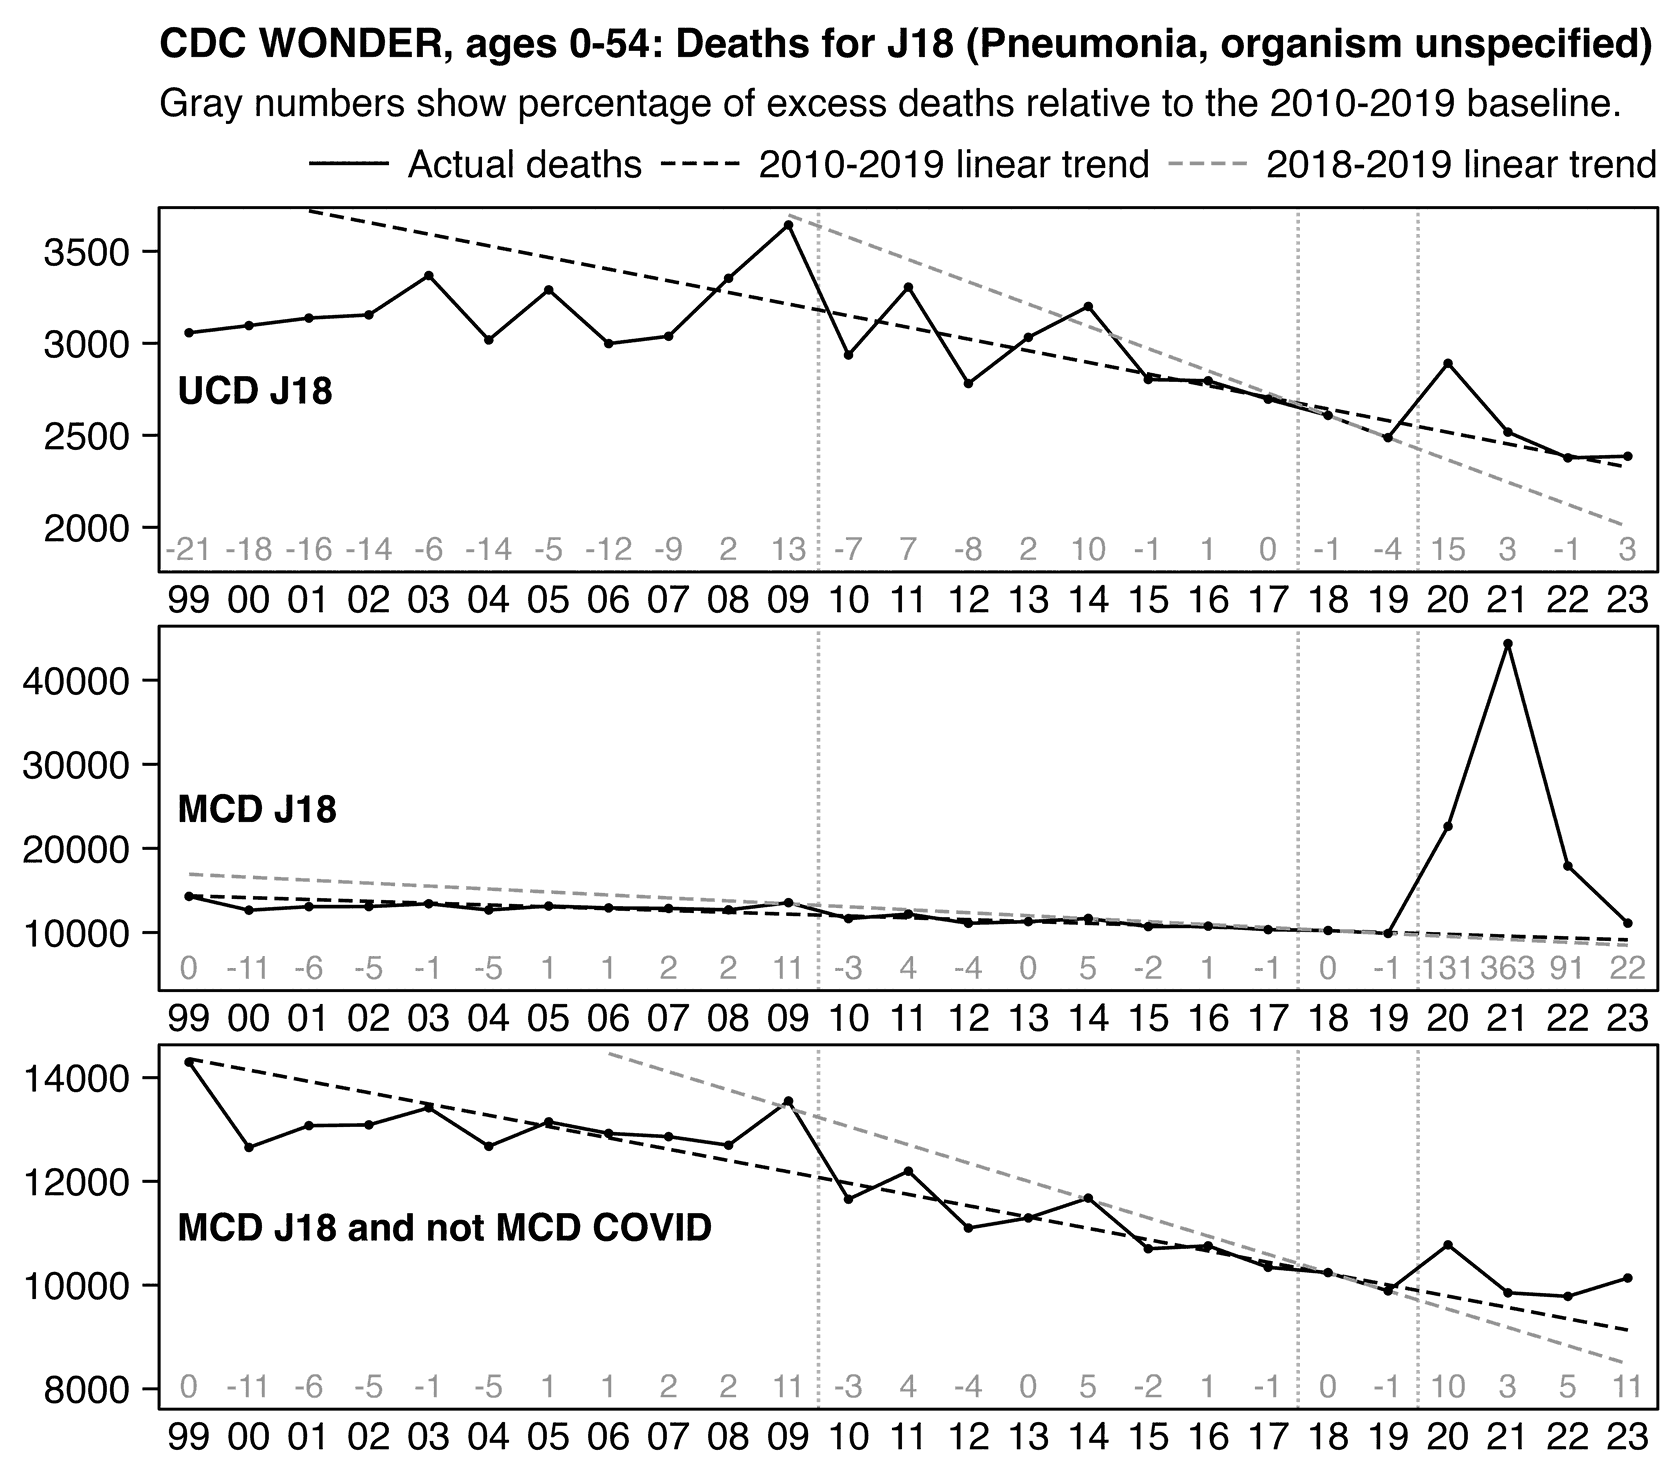 CDC WONDER, ages 0-54: Deaths for J18 (Pneumonia, organism unspecified)
Gray numbers show percentage of excess deaths relative to the 2010-2019 baseline.
Actual deaths 2010-2019 linear trend 2018-2019 linear trend
3500
3000
UCD J18
2500
2000
-21 -18 -16 -14 -6 -14 -5 -12 -9 2 13 -7 7 -8 2 10 -1 1 0 -1 -4 15 3 -1 3
99 00 01 02 03 04 05 06 07 08 09 10 11 12 13 14 15 16 17 18 19 20 21 22 23
40000
30000
MCD J18
20000
10000
0 -11 -6 -5 -1 -5 1 1 2 2 11 -3 4 -4 0 5 -2 1 -1 0 -1 131 363 91 22
99 00 01 02 03 04 05 06 07 08 09 10 11 12 13 14 15 16 17 18 19 20 21 22 23
14000
12000
MCD J18 and not MCD COVID
10000
8000
0 -11 -6 -5 -1 -5 1 1 2 2 11 -3 4 -4 0 5 -2 1 -1 0 -1 10 3 5 11
99 00 01 02 03 04 05 06 07 08 09 10 11 12 13 14 15 16 17 18 19 20 21 22 23